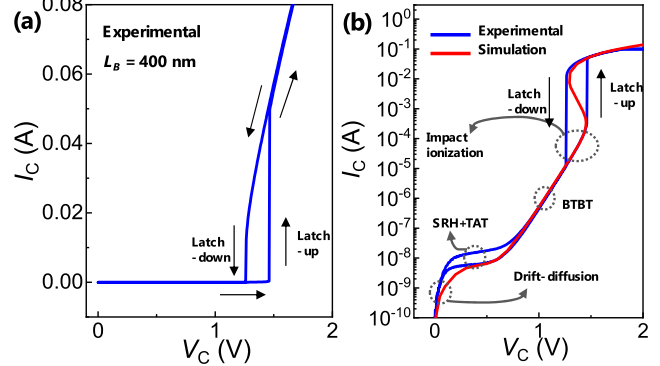 (a)
Experimental
L_B = 400 nm
Latch
- down
Latch
- up
0.08
0.06
0.04
0.02
0.00
I_C (A)
0
1
2
V_C (V)
(b)
Experimental
Simulation
Latch
- down
Latch
- up
Impact
ionization
BTBT
SRH+TAT
Drift- diffusion
10^0
10^-1
10^-2
10^-3
10^-4
10^-5
10^-6
10^-7
10^-8
10^-9
10^-10
I_C (A)
0
1
2
V_C (V)